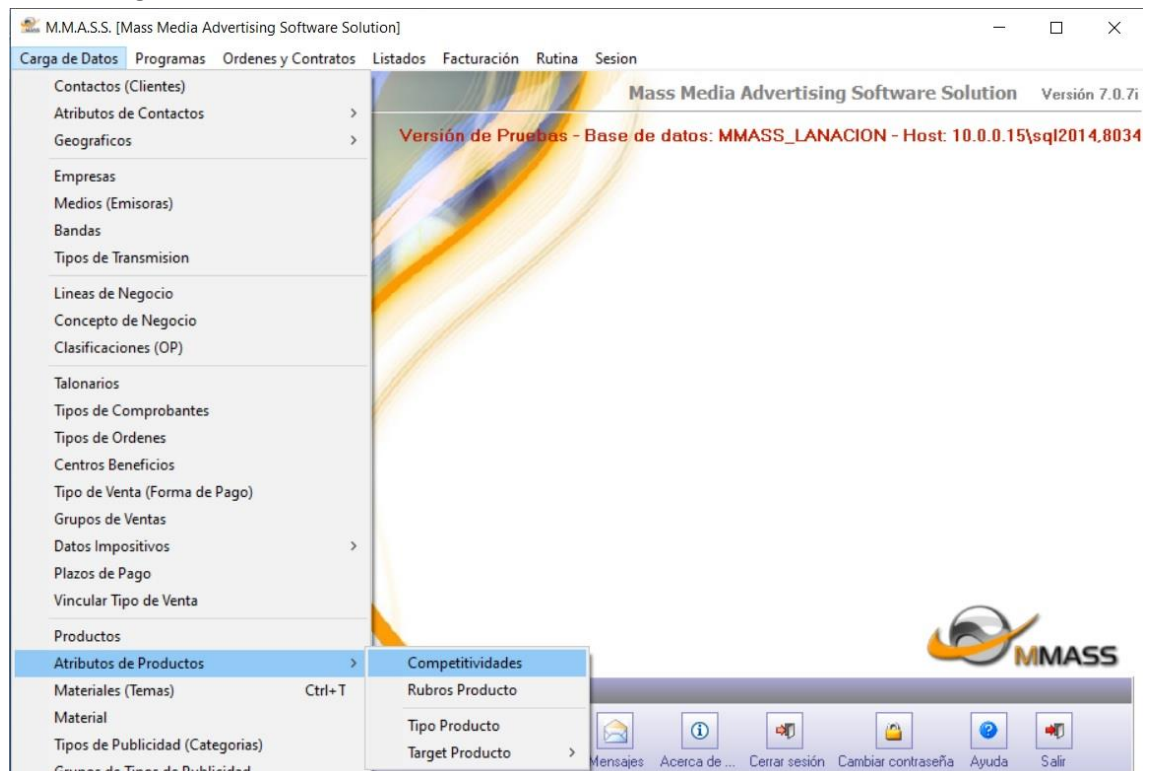 M.M.A.S.S. [Mass Media Advertising Software Solution]
Carga de Datos Programas Ordenes y Contratos Listados Facturación Rutina Sesion
Mass Media Advertising Software Solution Versión 7.0.7i
Versión de Pruebas - Base de datos: MMASS_LANACION - Host: 10.0.0.15\sql2014,8034
Contactos (Clientes)
Atributos de Contactos
Geograficos
Empresas
Medios (Emisoras)
Bandas
Tipos de Transmision
Lineas de Negocio
Concepto de Negocio
Clasificaciones (OP)
Talonarios
Tipos de Comprobantes
Tipos de Ordenes
Centros Beneficios
Tipo de Venta (Forma de Pago)
Grupos de Ventas
Datos Impositivos
Plazos de Pago
Vincular Tipo de Venta
Productos
Atributos de Productos
Materiales (Temas) Ctrl+T
Material
Tipos de Publicidad (Categorias)
Grupos de Tipos de Publicidad
Competitividades
Rubros Producto
Tipo Producto
Target Producto
MMASS
Mensajes Acerca de ... Cerrar sesión Cambiar contraseña Ayuda Salir